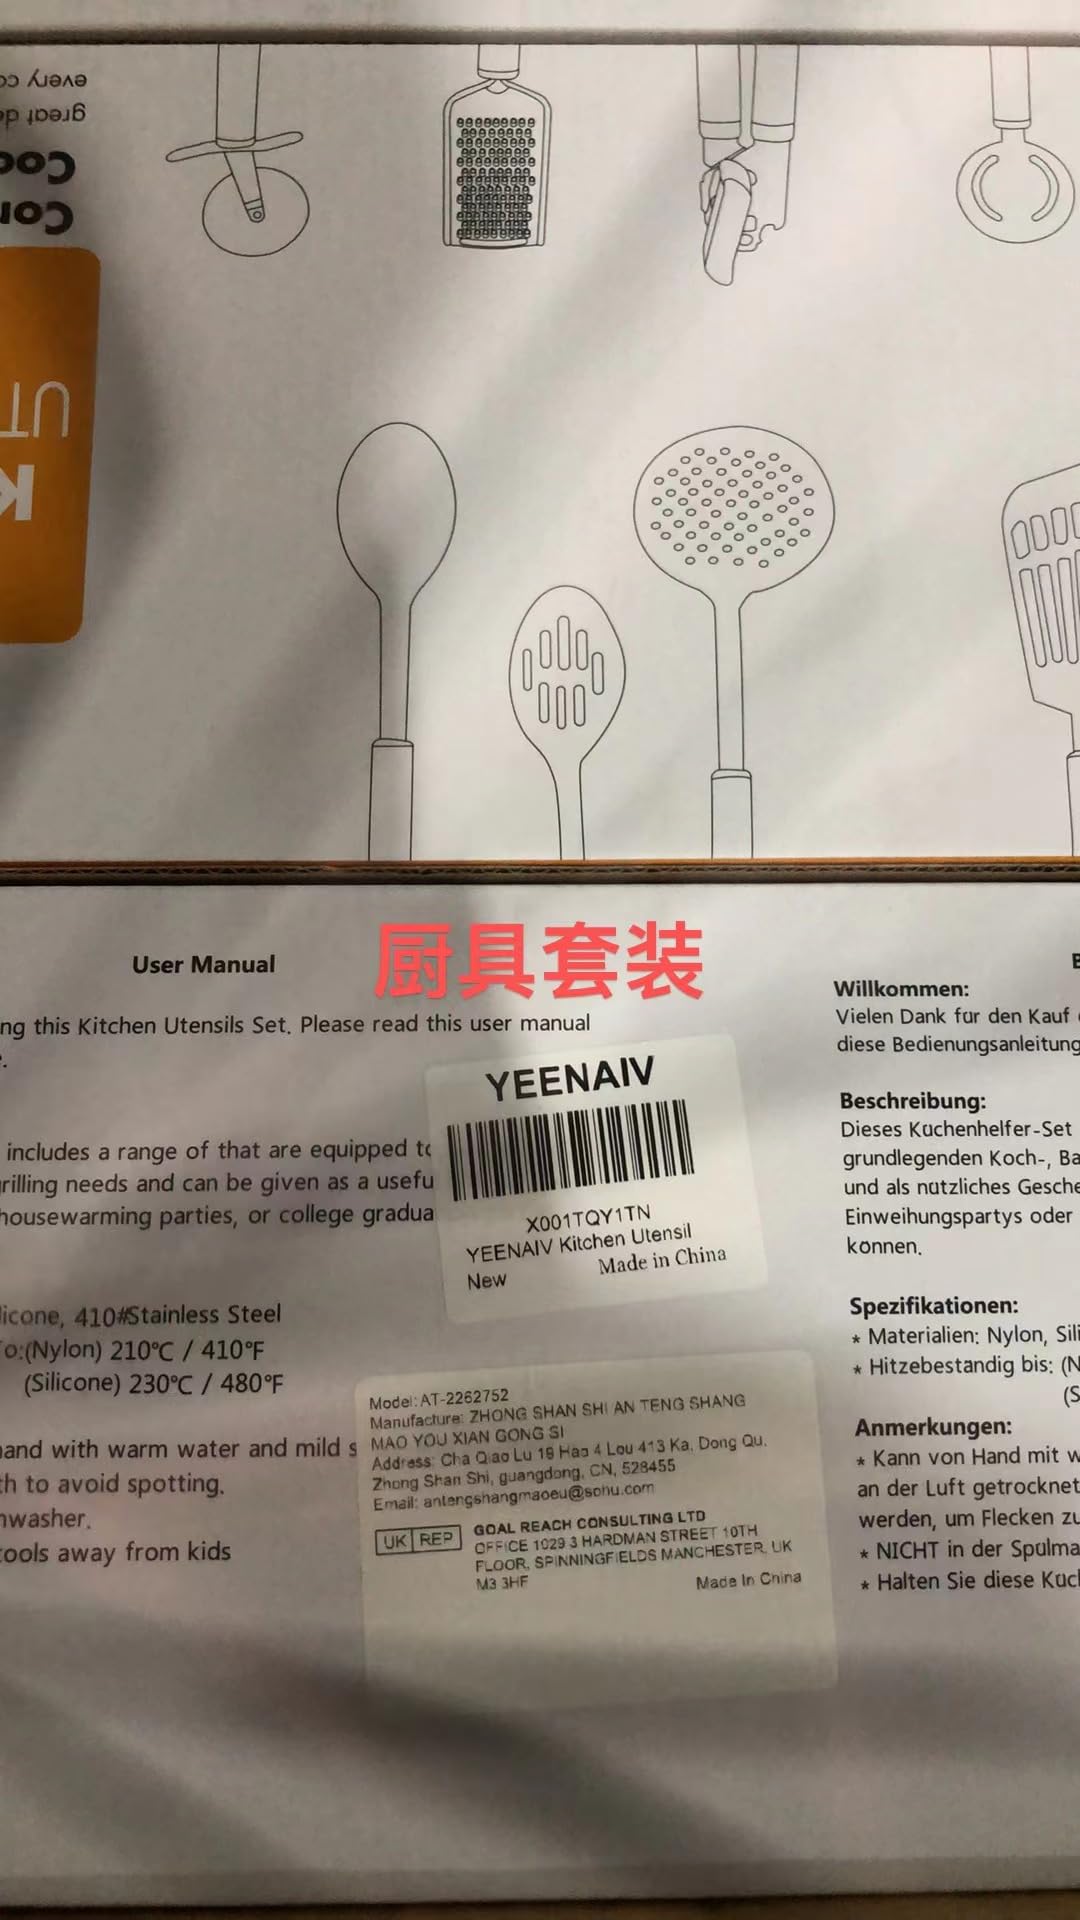 every co
great de
Coo
Con
UT
K
厨具套装
User Manual
ng this Kitchen Utensils Set. Please read this user manual
e.
includes a range of that are equipped to
rilling needs and can be given as a usefu
housewarming parties, or college gradua
licone, 410#Stainless Steel
To:(Nylon) 210℃ / 410℉
(Silicone) 230℃ / 480℉
hand with warm water and mild s
th to avoid spotting.
hwasher.
tools away from kids
YEENAIV
X001TQY1TN
YEENAIV Kitchen Utensil
New
Made in China
Model: AT-2262752
Manufacture: ZHONG SHAN SHI AN TENG SHANG
MAO YOU XIAN GONG SI
Address: Cha Qiao Lu 19 Hao 4 Lou 413 Ka, Dong Qu,
Zhong Shan Shi, guangdong, CN, 528455
Email: antengshangmaoeu@sohu.com
UK REP
GOAL REACH CONSULTING LTD
OFFICE 1029 3 HARDMAN STREET 10TH
FLOOR, SPINNINGFIELDS MANCHESTER, UK
M3 3HF
Made In China
B
Willkommen:
Vielen Dank fur den Kauf
diese Bedienungsanleitung
Beschreibung:
Dieses Kuchenhelfer-Set
grundlegenden Koch-, Ba
und als nutzliches Gesche
Einweihungspartys oder
konnen.
Spezifikationen:
* Materialien: Nylon, Sili
* Hitzebestandig bis: (N
(S
Anmerkungen:
* Kann von Hand mit w
an der Luft getrocknet
werden, um Flecken zu
* NICHT in der Spulma
* Halten Sie diese Kuch